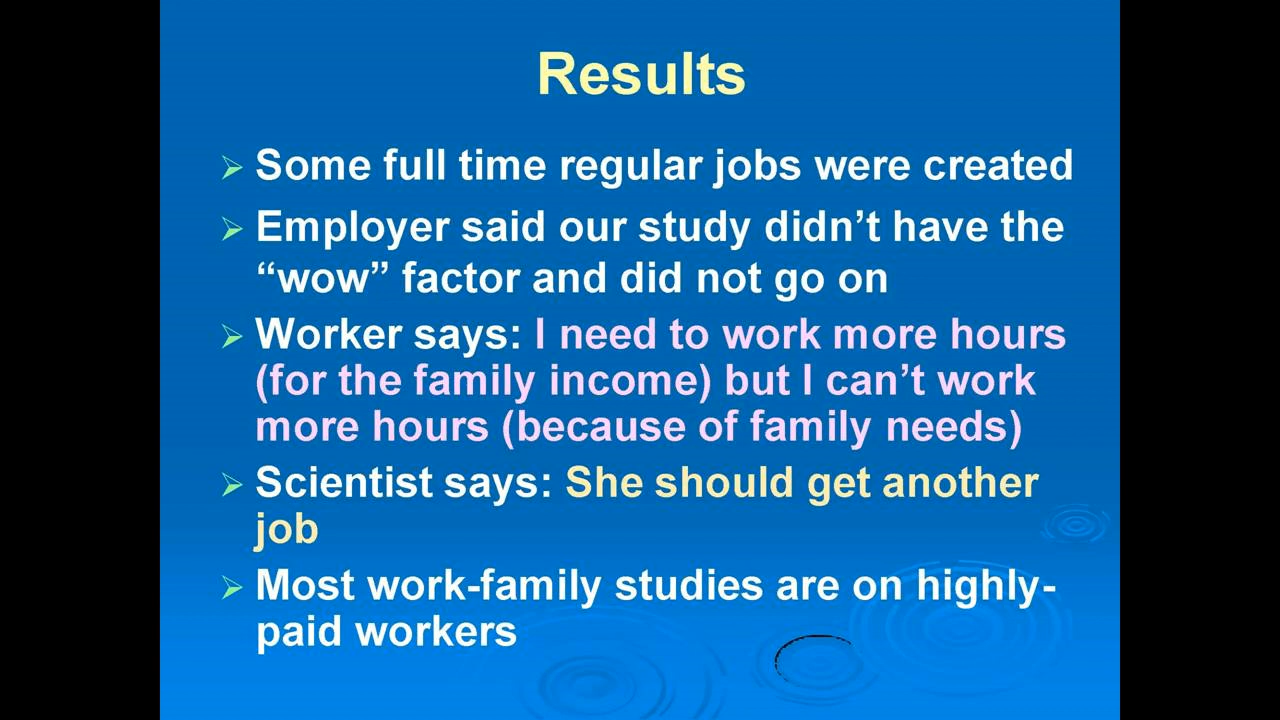 Results
Some full time regular jobs were created
Employer said our study didn’t have the
“wow” factor and did not go on
Worker says: I need to work more hours
(for the family income) but I can’t work
more hours (because of family needs)
Scientist says: She should get another
job
Most work-family studies are on highly-
paid workers